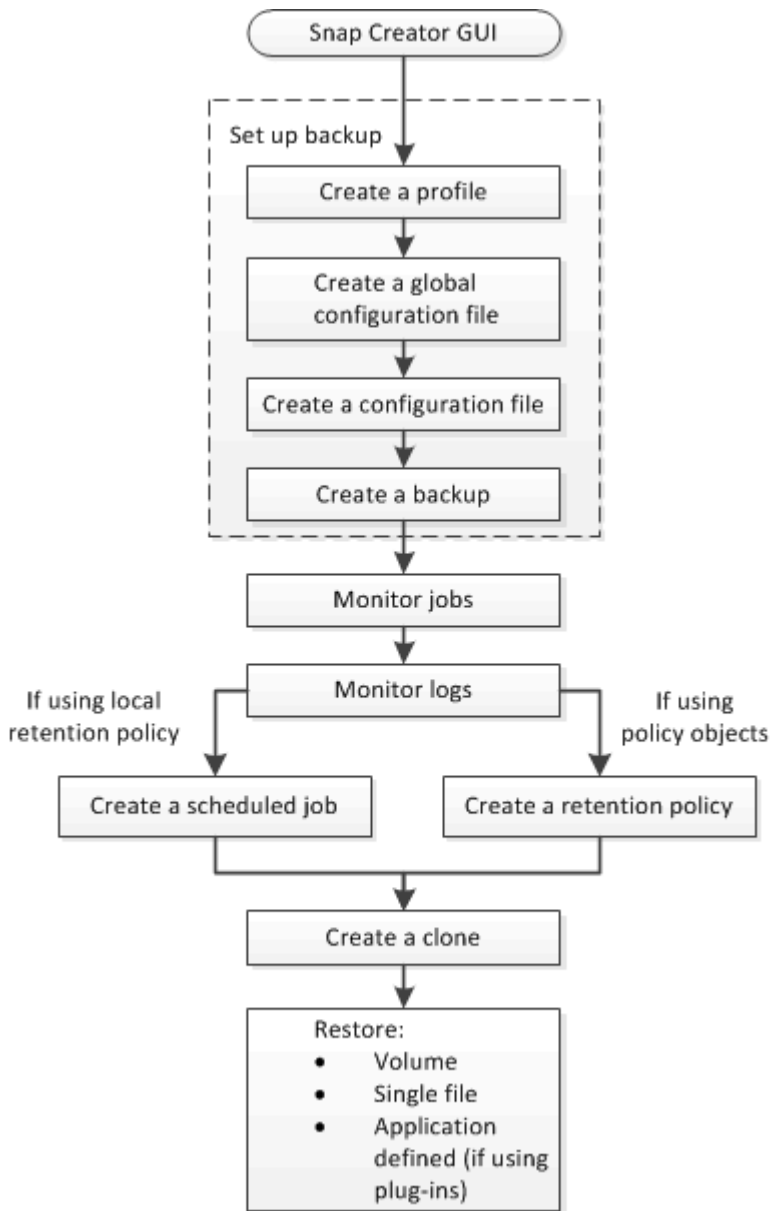 Snap Creator GUI
Set up backup
Create a profile
Create a global
configuration file
Create a configuration file
Create a backup
Monitor jobs
Monitor logs
If using local
retention policy
If using
policy objects
Create a scheduled job
Create a retention policy
Create a clone
Restore:
• Volume
• Single file
• Application
defined (if using
plug-ins)